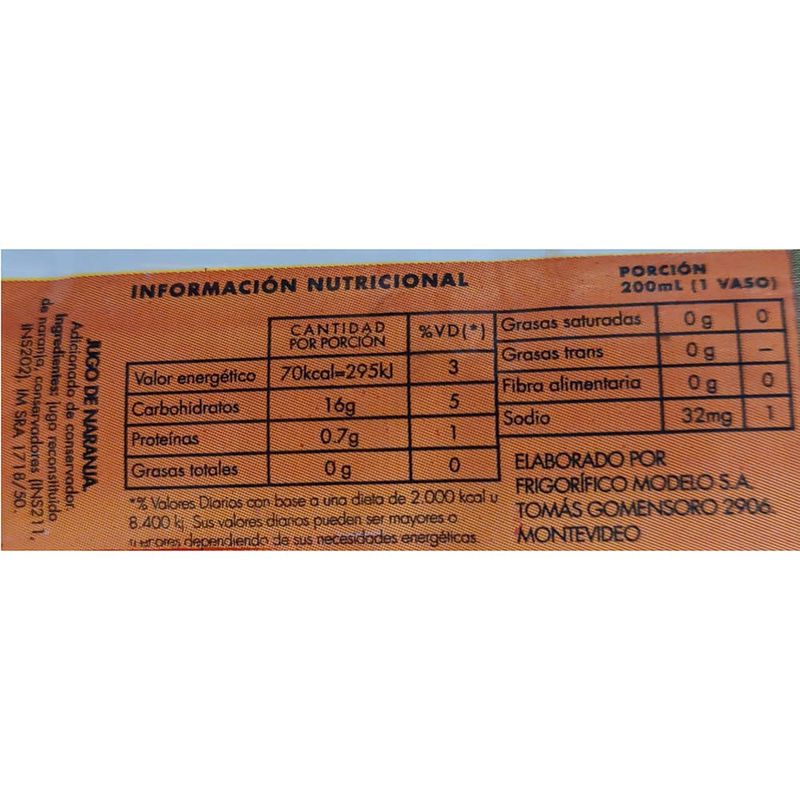 JUGO DE NARANJA.
Adicionado de conservador.
Ingredientes: jugo reconstituido
de naranja, conservadores (INS211,
INS202). IM SRA 1718/50.
INFORMACIÓN NUTRICIONAL
PORCIÓN
200mL (1 VASO)
CANTIDAD POR PORCIÓN %VD(*)
Valor energético 70kcal=295kJ 3
Carbohidratos 16g 5
Proteínas 0.7g 1
Grasas totales 0 g 0
Grasas saturadas 0 g 0
Grasas trans 0 g –
Fibra alimentaria 0 g 0
Sodio 32mg 1
*% Valores Diarios con base a una dieta de 2.000 kcal u
8.400 kj. Sus valores diarios pueden ser mayores o
menores dependiendo de sus necesidades energéticas.
ELABORADO POR
FRIGORÍFICO MODELO S.A.
TOMÁS GOMENSORO 2906.
MONTEVIDEO